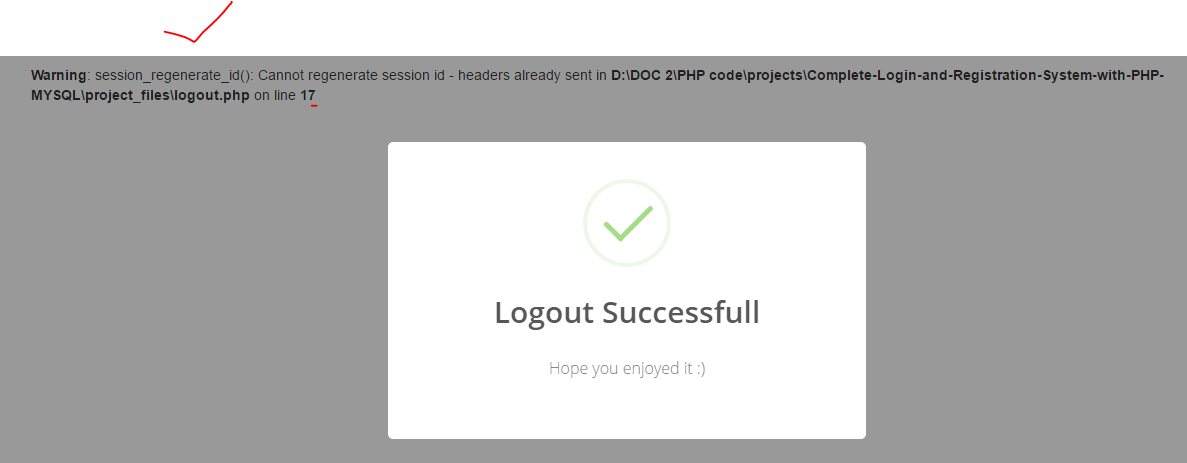 Warning: session_regenerate_id(): Cannot regenerate session id - headers already sent in D:\DOC 2\PHP code\projects\Complete-Login-and-Registration-System-with-PHP-
MYSQL\project_files\logout.php on line 17
Logout Successfull
Hope you enjoyed it :)